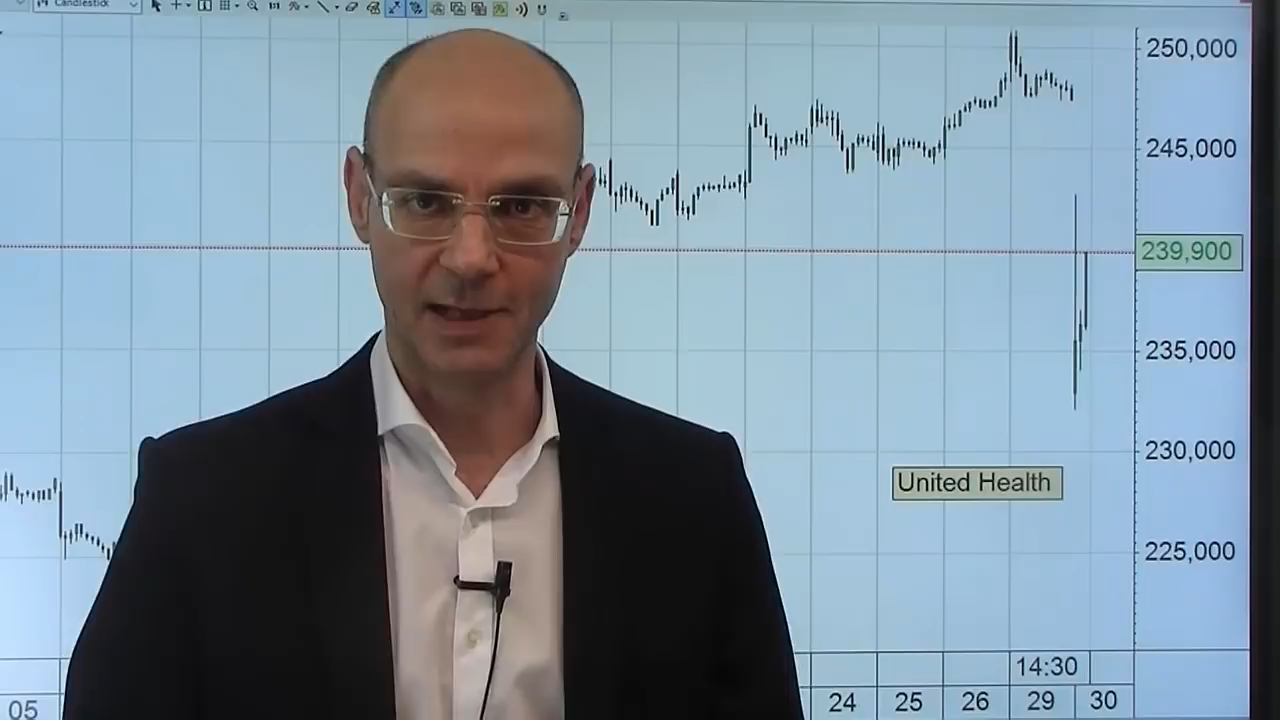 Candlestick
250,000
245,000
239,900
235,000
230,000
United Health
225,000
14:30
05 24 25 26 29 30